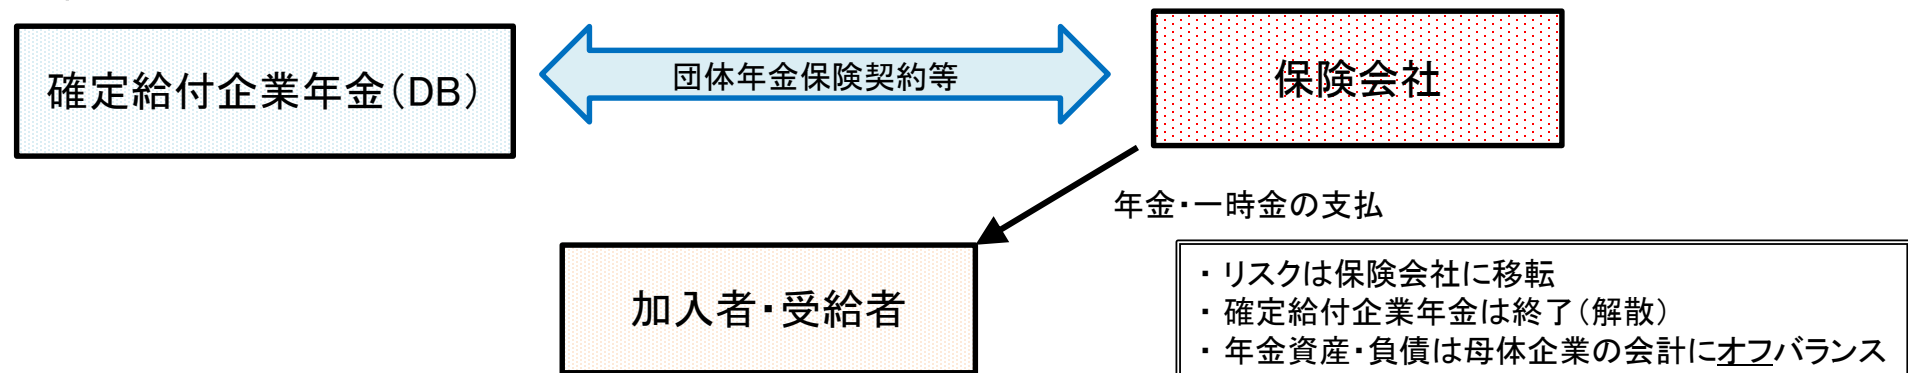 確定給付企業年金(DB)
団体年金保険契約等
保険会社
年金・一時金の支払
加入者・受給者
・ リスクは保険会社に移転
・ 確定給付企業年金は終了(解散)
・ 年金資産・負債は母体企業の会計にオフバランス